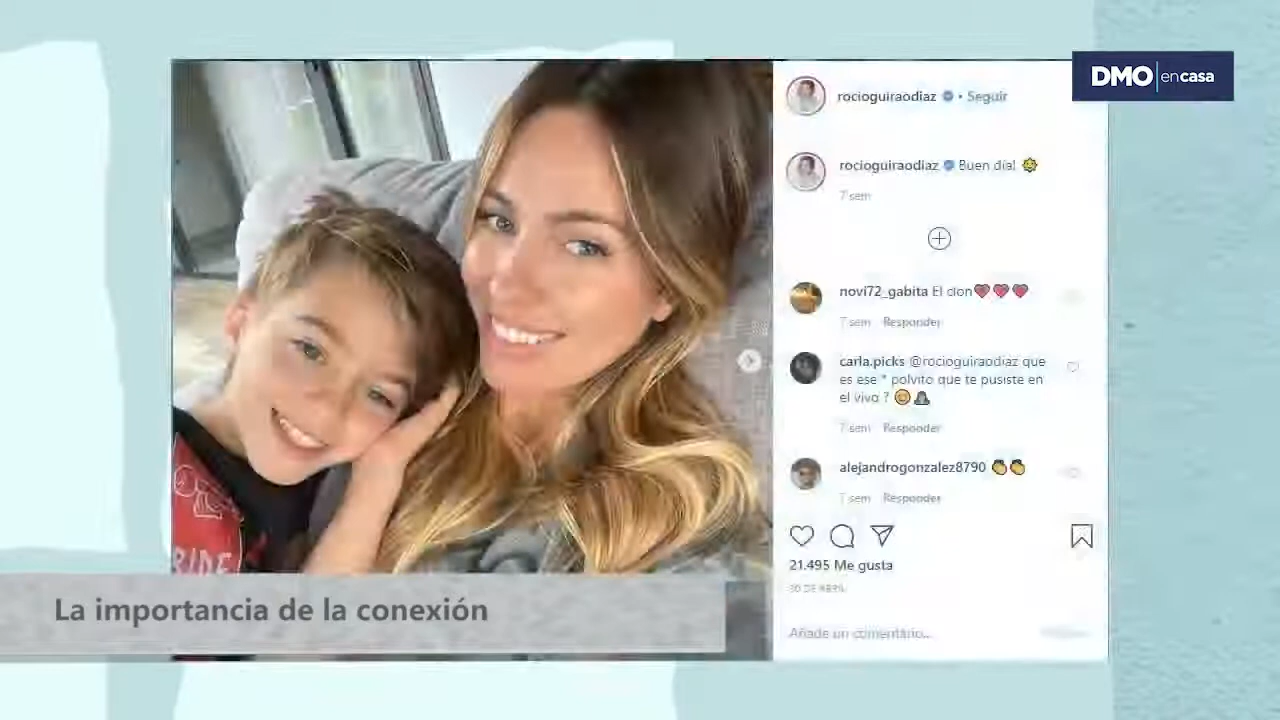 DMO encasa
rocioguiraodiaz • Seguir
rocioguiraodiaz Buen día!
7 sem
novi72_gabita El clon
7 sem Responder
carla.picks @rocioguiraodiaz que
es ese * polvito que te pusiste en
el vivo ?
7 sem Responder
alejandrogonzalez8790
7 sem Responder
21.495 Me gusta
30 DE ABRIL
Añade un comentario...
RIDE
La importancia de la conexión